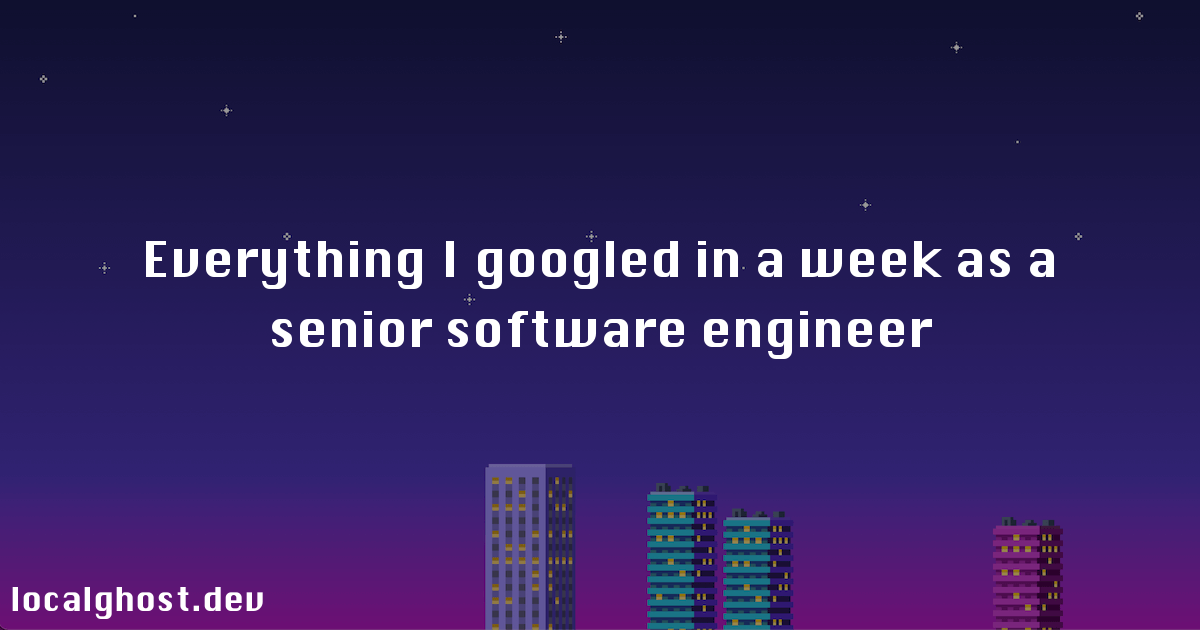 Everything I googled in a week as a
senior software engineer
localghost.dev